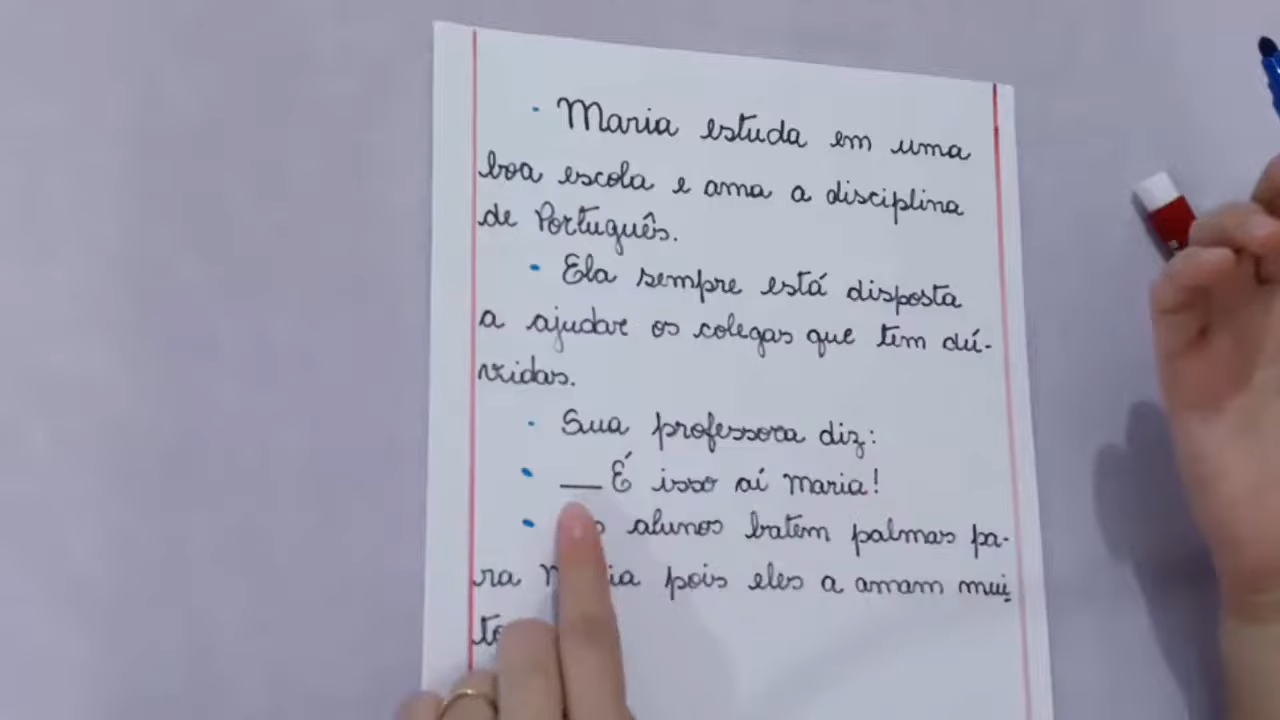 · Maria estuda em uma
boa escola e ama a disciplina
de Português.
· Ela sempre está disposta
a ajudar os colegas que tem dú-
vidas.
· Sua professora diz:
· — É isso aí Maria!
· alunos batem palmas pa-
ra pois eles a amam mui-